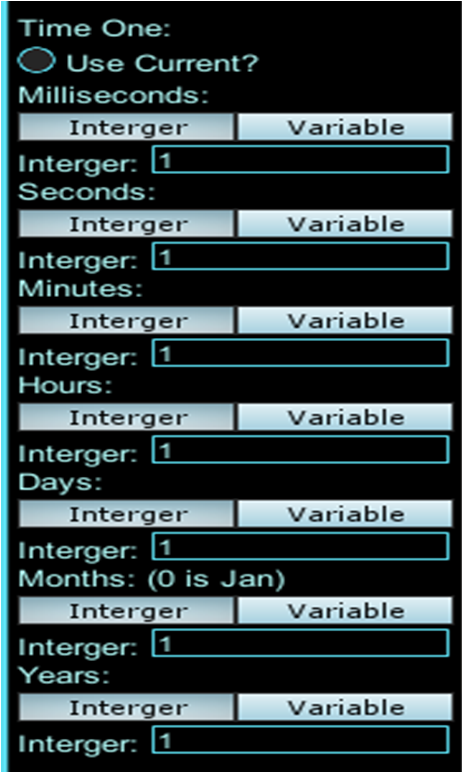 Time One:
Use Current?
Milliseconds:
Interger Variable
Interger: 1
Seconds:
Interger Variable
Interger: 1
Minutes:
Interger Variable
Interger: 1
Hours:
Interger Variable
Interger: 1
Days:
Interger Variable
Interger: 1
Months: (0 is Jan)
Interger Variable
Interger: 1
Years:
Interger Variable
Interger: 1